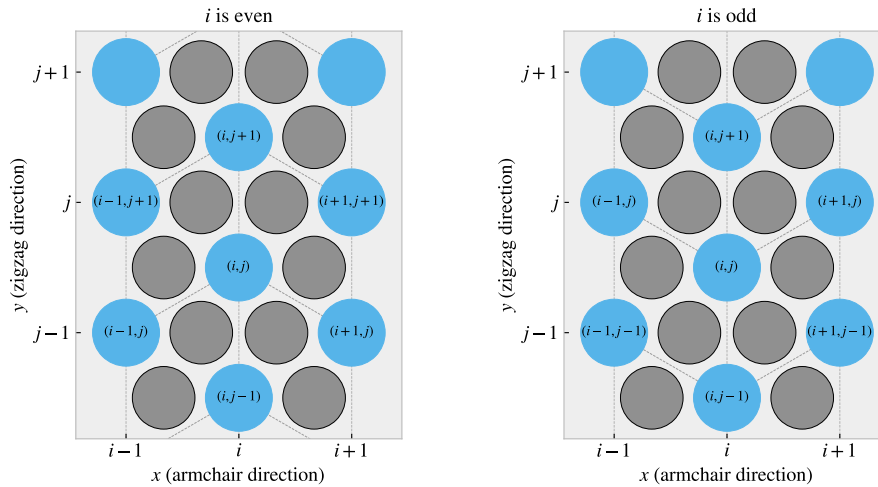 i is even
j+1
(i, j+1)
j
(i−1, j+1)
(i+1, j+1)
(i, j)
j−1
(i−1, j)
(i+1, j)
(i, j−1)
i−1
i
i+1
x (armchair direction)
y (zigzag direction)
i is odd
j+1
(i, j+1)
j
(i−1, j)
(i+1, j)
(i, j)
j−1
(i−1, j−1)
(i+1, j−1)
(i, j−1)
i−1
i
i+1
x (armchair direction)
y (zigzag direction)